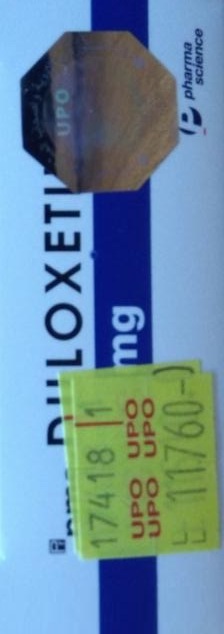 pharma
science
UPO
DULOXETI
mg
17418 1
UPO UPO
UPO UPO
11760-)